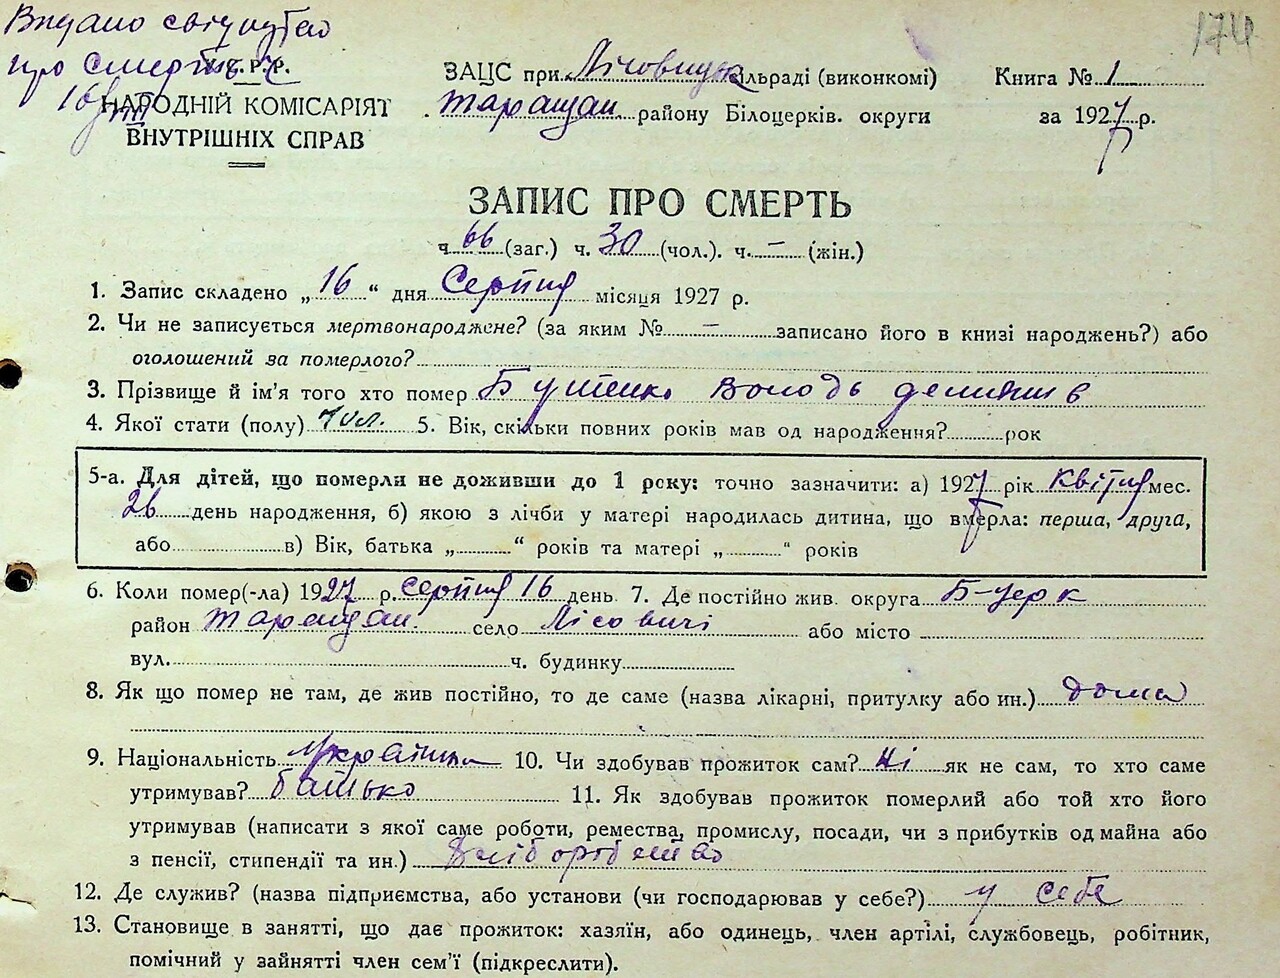 Видано свідоцтво
про смерть
16/VIII
174
У.С.Р.Р.
НАРОДНІЙ КОМІСАРІЯТ
ВНУТРІШНІХ СПРАВ
ЗАЦС при Лісовицькій сільраді (виконкомі)
Таращан. району Білоцерків. округи
Книга № 1
за 1927 р.
ЗАПИС ПРО СМЕРТЬ
ч. 66 (заг.) ч. 30 (чол.). ч. – (жін.)
1. Запис складено „ 16 “ дня Серпня місяця 1927 р.
2. Чи не записується мертвонароджене? (за яким № – записано його в книзі народжень?) або
оголошений за померлого?
3. Прізвище й ім'я того хто помер Бутенко Володь
4. Якої стати (полу) чол. 5. Вік, скільки повних років мав од народження? рок
5-а. Для дітей, що померли не доживши до 1 року: точно зазначити: а) 1927 рік Квітня мес.
26 день народження, б) якою з лічби у матері народилась дитина, що вмерла: перша, друга,
або в) Вік, батька „ “ років та матері „ “ років
6. Коли помер(-ла) 1927 р. серпня 16 день 7. Де постійно жив. округа Б-церк
район Таращан. село Лісовичі або місто
вул. ч. будинку
8. Як що помер не там, де жив постійно, то де саме (назва лікарні, притулку або ин.) дома
9. Національність 10. Чи здобував прожиток сам? ні як не сам, то хто саме
утримував? батько 11. Як здобував прожиток померлий або той хто його
утримував (написати з якої саме роботи, ремества, промислу, посади, чи з прибутків од майна або
з пенсії, стипендії та ин.) Хліборобство
12. Де служив? (назва підприємства, або установи (чи господарював у себе?) у себе
13. Становище в занятті, що дає прожиток: хазяїн, або одинець, член артілі, службовець, робітник,
помічний у зайнятті член сем'ї (підкреслити).